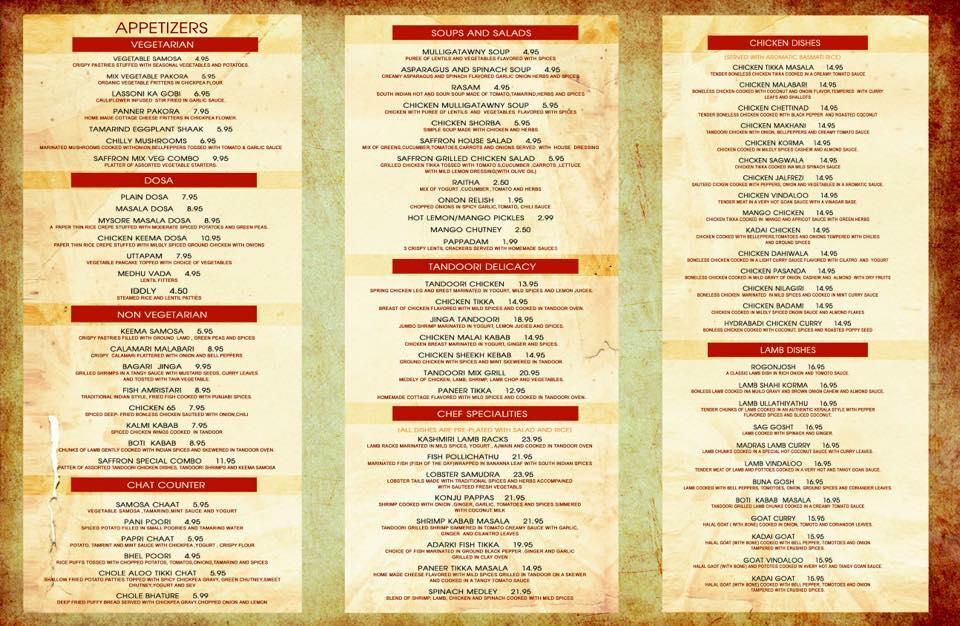 APPETIZERS
VEGETARIAN
VEGETABLE SAMOSA 4.95
CRISPY PASTRIES STUFFED WITH SEASONAL VEGETABLES AND POTATOES.
MIX VEGETABLE PAKORA 5.95
ORGANIC VEGETABLE FRITTERS IN CHICKPEA FLOUR.
LASSONI KA GOBI 6.95
CAULIFLOWER INFUSED STIR FRIED IN GARLIC SAUCE.
PANNER PAKORA 7.95
HOME MADE COTTAGE CHEESE FRITTERS IN CHICKPEA FLOWER.
TAMARIND EGGPLANT SHAAK 5.95
CHILLY MUSHROOMS 6.95
MARINATED MUSHROOMS COOKED WITHONION,BELLPEPPERS TOSSED WITH TOMATO & GARLIC SAUCE
SAFFRON MIX VEG COMBO 9.95
PLATTER OF ASSORTED VEGETABLE STARTERS.
DOSA
PLAIN DOSA 7.95
MASALA DOSA 8.95
MYSORE MASALA DOSA 8.95
A PAPER THIN RICE CREPE STUFFED WITH MODERATE SPICED POTATOES AND GREEN PEAS.
CHICKEN KEEMA DOSA 10.95
PAPER THIN RICE CREPE STUFFED WITH MILDLY SPICED GROUND CHICKEN WITH ONIONS
UTTAPAM 7.95
VEGETABLE PANCAKE TOPPED WITH CHOICE OF VEGETABLES
MEDHU VADA 4.95
LENTIL FITTERS
IDDLY 4.50
STEAMED RICE AND LENTIL PATTIES
NON VEGETARIAN
KEEMA SAMOSA 5.95
CRISPY PASTRIES FILLED WITH GROUND LAMD , GREEN PEAS AND SPICES
CALAMARI MALABARI 8.95
CRISPY CALAMARI FLATTERED WITH ONION AND BELL PEPPERS
BAGARI JINGA 9.95
GRILLED SHRIMPS IN A TANGY SAUCE WITH MUSTARD SEEDS, CURRY LEAVES
AND TOSTED WITH TAVA VEGETABLE.
FISH AMRISTARI 8.95
TRADITIONAL INDIAN STYLE, FRIED FISH COOKED WITH PUNJABI SPICES.
CHICKEN 65 7.95
SPICED DEEP- FRIED BONLESS CHICKEN SAUTEED WITH ONION,CHILI
KALMI KABAB 7.95
SPICED CHICKEN WINGS COOKED IN TANDOOR
BOTI KABAB 8.95
CHUNKS OF LAMB GENTLY COOKED WITH INDIAN SPICES AND SKEWERED IN TANDOOR OVEN.
SAFFRON SPECIAL COMBO 11.95
PATTER OF ASSORTED TANDOORI CHICKEN DISHES, TANDOORI SHRIMPS AND KEEMA SAMOSA
CHAT COUNTER
SAMOSA CHAAT 5.95
VEGETABLE SAMOSA ,TAMARIND,MINT SAUCE AND YOGURT
PANI POORI 4.95
SPICED POTATO FILLED IN SMALL POORIES AND TAMARIND WATER
PAPRI CHAAT 5.95
POTATO, TAMRINT AND MINT SAUCE WITH CHICKPEA, YOGURT , CRISPY FLOUR
BHEL POORI 4.95
RICE PUFFS TOSSED WITH CHOPPED POTATOS, TOMATOS,ONIONS,TAMARIND AND SPICES
CHOLE ALOO TIKKI CHAT 5.95
SHALLOW FRIED POTATO PATTIES TOPPED WITH SPICY CHICKPEA GRAVY, GREEN CHUTNEY,SWEET
CHUTNEY,YOGURT AND SEV
CHOLE BHATURE 5.99
DEEP FRIED PUFFY BREAD SERVED WITH CHICKPEA GRAVY,CHOPPED ONION AND LEMON
SOUPS AND SALADS
MULLIGATAWNY SOUP 4.95
PUREE OF LENTILS AND VEGETABLES FLAVORED WITH SPICES
ASPARAGUS AND SPINACH SOUP 4.95
CREAMY ASPARAGUS AND SPINACH FLAVORED GARLIC ONION HERBS AND SPICES
RASAM 4.95
SOUTH INDIAN HOT AND SOUR SOUP MADE OF TOMATO,TAMARIND,HERBS AND SPICES
CHICKEN MULLIGATAWNY SOUP 5.95
CHICKEN WITH PUREE OF LENTILS AND VEGETABLES FLAVORED WITH SPICES
CHICKEN SHORBA 5.95
SIMPLE SOUP MADE WITH CHICKEN AND HERBS
SAFFRON HOUSE SALAD 4.95
MIX OF GREENS,CUCUMBER,TOMATOES,CARROTS AND ONIONS SERVED WITH HOUSE DRESSING
SAFFRON GRILLED CHICKEN SALAD 5.95
GRILLED CHICKEN TIKKA TOSSED WITH TOMATO S,CUCUMBER ,CARROTS ,LETTUCE
WITH MILD LEMON DRESSING(WITH OLIVE OIL)
RAITHA 2.50
MIX OF YOGURT ,CUCUMBER ,TOMATO AND HERBS
ONION RELISH 1.95
CHOPPED ONIONS IN SPICY GARLIC,TOMATO, CHILI SAUCE
HOT LEMON/MANGO PICKLES 2.99
MANGO CHUTNEY 2.50
PAPPADAM 1.99
3 CRISPY LENTIL CRACKERS SERVED WITH HOMEMADE SAUCES
TANDOORI DELICACY
TANDOORI CHICKEN 13.95
SPRING CHICKEN LEG AND BREST MARINATED IN YOGURT, MILD SPICES AND LEMON JUICES.
CHICKEN TIKKA 14.95
BREAST OF CHICKEN FLAVORED WITH MILD SPICES AND COOKED IN TANDOOR OVEN.
JINGA TANDOORI 18.95
JUMBO SHRIMP MARINATED IN YOGURT, LEMON JUCIES AND SPICES.
CHICKEN MALAI KABAB 14.95
CHICKEN BREAST MARINATED IN YOGURT, GINGER AND SPICES.
CHICKEN SHEEKH KEBAB 14.95
GROUND CHICKEN WITH SPICES AND MINT SKEWERED IN TANDOOR.
TANDOORI MIX GRILL 20.95
MEDELY OF CHICKEN, LAMB, SHRIMP, LAMB CHOP AND VEGETABLES.
PANEER TIKKA 12.95
HOMEMADE COTTAGE FLAVORED WITH MILD SPICES AND COOKED IN TANDOOR OVEN.
CHEF SPECIALITIES
(ALL DISHES ARE PRE-PLATED WITH SALAD AND RICE)
KASHMIRI LAMB RACKS 23.95
LAMB RACKS MARINATED IN MILD SPICES, YOGURT , AJWAIN AND COOKED IN TANDOOR OVEN
FISH POLLICHATHU 21.95
MARINATED FISH (FISH OF THE DAY)WRAPPED IN BANANNA LEAF WITH SOUTH INDIAN SPICES
LOBSTER SAMUDRA 23.95
LOBSTER TAILS MADE WITH TRADITIONAL SPICES AND HERBS ACCOMPAINED
WITH SAUTEED FRESH VEGETABLS
KONJU PAPPAS 21.95
SHRIMP COOKED WITH ONION ,GINGER, GARLIC, TOMATOES AND SPICES SIMMERED
WITH COCONUT MILK
SHRIMP KABAB MASALA 21.95
TANDOORI GRILLED SHRIMP SIMMERED IN TOMATO CREAMY SAUCE WITH GARLIC,
GINGER AND CILANTRO LEAVES
ADARKI FISH TIKKA 19.95
CHOICE OF FISH MARINATED IN GROUND BLACK PEPPER ,GINGER AND GARLIC
GRILLED IN CLAY OVEN
PANEER TIKKA MASALA 14.95
HOME MADE CHEESE FLAVORED WITH MILD SPICES GRILLED IN TANDOOR ON A SKEWER
AND COOKED IN A TANGY TOMATO SAUCE
SPINACH MEDLEY 21.95
BLEND OF SHRIMP, LAMB, CHICKEN AND SPINACH COOKED WITH MILD SPICES
CHICKEN DISHES
(SERVED WITH AROMATIC BASMATI RICE)
CHICKEN TIKKA MASALA 14.95
TENDER BONELESS CHICKEN TIKKA COOKED IN A CREAMY TOMATO SAUCE
CHICKEN MALABARI 14.95
BONELESS CHICKEN COOKED WITH COCONUT AND ONION FLAVOR,TEMPERED WITH CURRY
LEAFS AND SHALLOTS
CHICKEN CHETTINAD 14.95
TENDER BONELESS CHICKEN COOKED WITH BLACK PEPPER AND ROASTED COCONUT
CHICKEN MAKHANI 14.95
TANDOORI CHICKEN WITH ONION, BELLPEPPERS AND CREAMY TOMATO SAUCE
CHICKEN KORMA 14.95
CHICKEN COOKED IN MILDLY SPICED CASHEW AND ALMOND SAUCE.
CHICKEN SAGWALA 14.95
CHICKEN TIKKA COOKED INA MILD SPINACH SAUCE
CHICKEN JALFREZI 14.95
SAUTEED CICKEN COOKED WITH PEPPERS, ONION AND VEGETABLES IN A AROMATIC SAUCE.
CHICKEN VINDALOO 14.95
TENDER MEAT IN A VERY HOT GOAN SAUCE WITH A VINAGAR BASE.
MANGO CHICKEN 14.95
CHICKEN TIKKA COOKED IN MANGO AND APRICOT SAUCE WITH GREEN HERBS
KADAI CHICKEN 14.95
CHICKEN COOKED WITH BELLPEPPERS,TOMATOES AND ONIONS TEMPERED WITH CHILIES
AND GROUND SPICES
CHICKEN DAHIWALA 14.95
BONELESS CHICKEN COOKED IN A LIGHT CURRY SAUCE FLAVORED WITH CLATRO AND YOGURT
CHICKEN PASANDA 14.95
BONELESS CHICKEN COOKED IN MILD GRAVY OF ONION, CASHEW AND ALMOND WITH DRY FRUITS
CHICKEN NILAGIRI 14.95
BONELESS CHICKEN MARINATED IN MILD SPICES AND COOKED IN MINT CURRY SAUCE
CHICKEN BADAMI 14.95
CHICKEN COOKED IN MILDLY SPICED ONION SAUCE AND ALMOND FLAKES
HYDRABADI CHICKEN CURRY 14.95
BONLESS CHICKEN COOKED WITH COCONUT, SPICES AND ROASTED POPPY SEED
LAMB DISHES
ROGONJOSH 16.95
A CLASSIC LAMB DISH IN RICH ONION AND TOMATO SAUCE.
LAMB SHAHI KORMA 16.95
BONLESS LAMB COOKED INA MUILD GRAVY AND BROWN ONION CAHEW AND ALMOND SAUCE.
LAMB ULLATHIYATHU 16.95
TENDER CHUNKS OF LAMB COOKED IN AN AUTHENTIC KERALA STYLE WITH PEPPER
FLAVORED SPICES AND SLICED COCONUT.
SAG GOSHT 16.95
LAMB COOKED WITH SPINACH AND GINGER.
MADRAS LAMB CURRY 16.95
LAMB CHUNKS COOKED IN A SPECIAL HOT COCONUT SAUCE WITH CURRY LEAVES.
LAMB VINDALOO 16.95
TENDER MEAT OF LAMB AND POTTOES COOKED IN A VERY HOT AND TANGY GOAN SAUCE.
BUNA GOSH 16.95
LAMB COOKED WITH BELL PEPPERS, TOMATOES, ONION, GROUND SPICES AND CORIANDER LEAVES.
BOTI KABAB MASALA 16.95
TANDOORI GRILLED LAMB CHUNKS COOKED IN A CREAMY TOMATO SAUCE
GOAT CURRY 15.95
HALAL GOAT ( WITH BONE) COOKED IN ONION, TOMATO AND CORIANDER LEAVES.
KADAI GOAT 15.95
HALAL GOAT (WITH BONE) COOKED WITH BELL PEPPER, TOMATOES AND ONION
TAMPERED WITH CRUSHED SPICES.
GOAT VINDALOO 15.95
HALAL GAOT (WITH BONE) AND POTOTES COOKED IN AVERY HOT AND TANGY GOAN SAUCE.
KADAI GOAT 15.95
HALAL GOAT (WITH BONE) COOKED WITH BELL PEPPER, TOMATOES AND ONION
TAMPERED WITH CRUSHED SPICES.